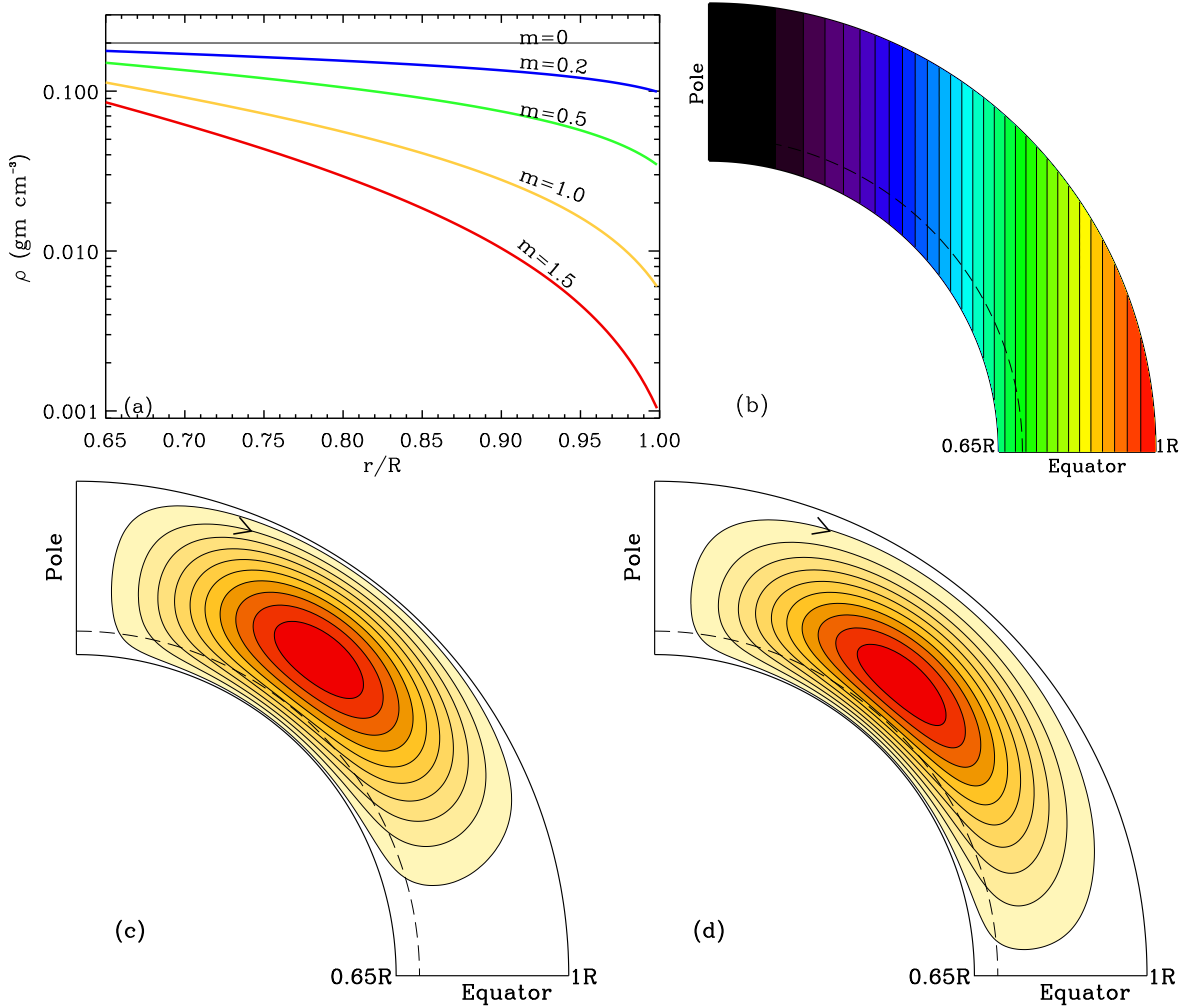 m=0
m=0.2
m=0.5
m=1.0
m=1.5
0.100
0.010
0.001
ρ (gm cm⁻³)
(a)
0.65 0.70 0.75 0.80 0.85 0.90 0.95 1.00
r/R
Pole
(b)
0.65R 1R
Equator
Pole
(c)
0.65R 1R
Equator
Pole
(d)
0.65R 1R
Equator